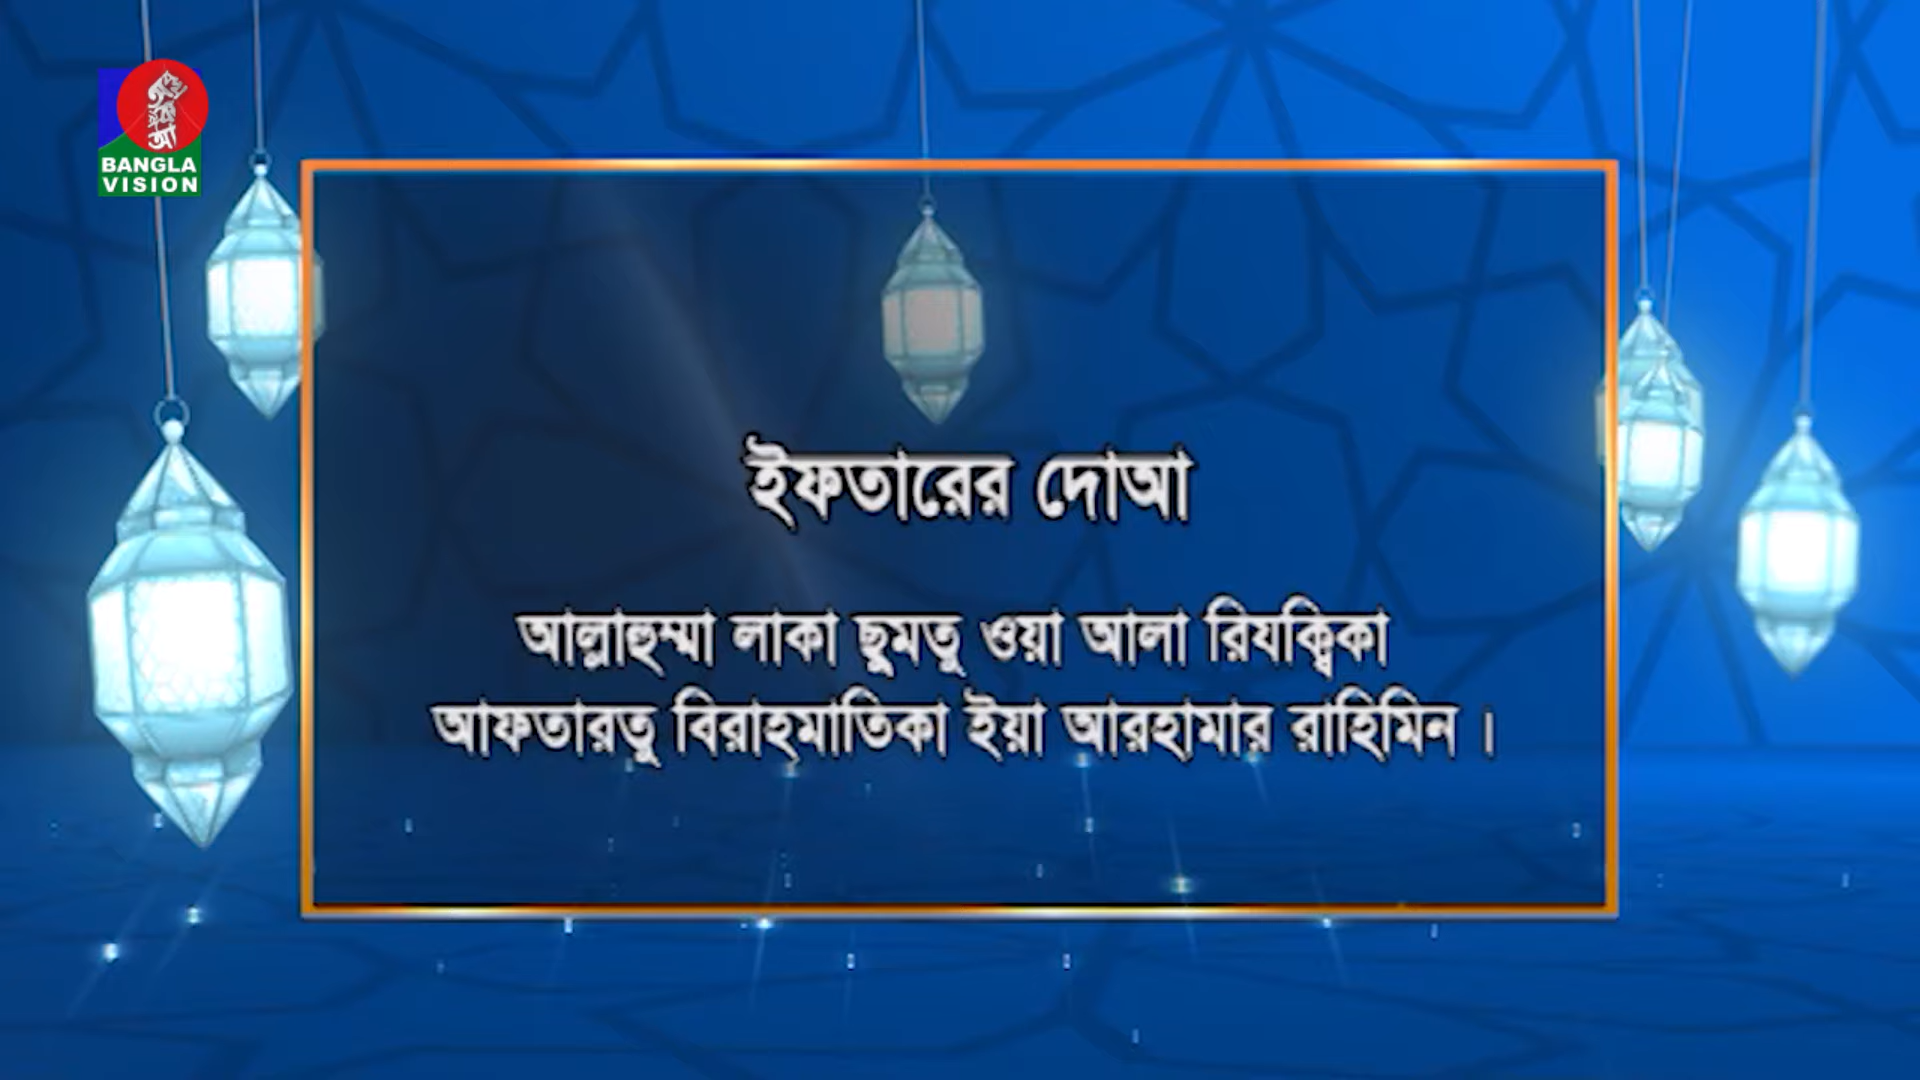 BANGLA
VISION
ইফতারের দোআ
আল্লাহুম্মা লাকা ছুমতু ওয়া আলা রিযক্বিকা
আফতারতু বিরাহমাতিকা ইয়া আরহামার রাহিমিন ।